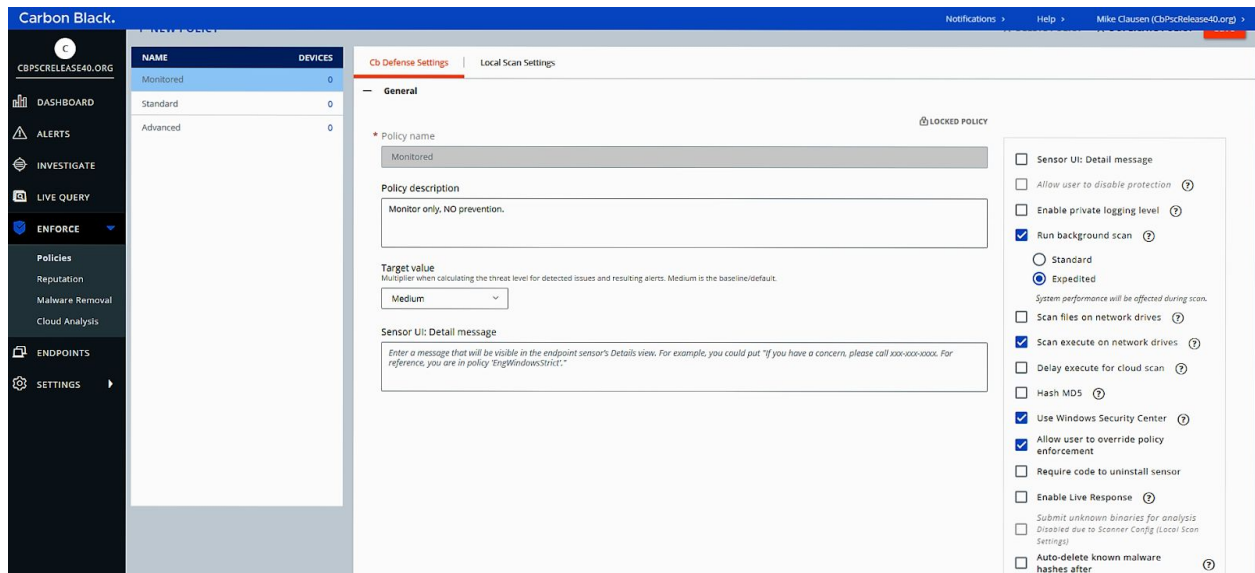 Carbon Black.
Notifications >
Help >
Mike Clausen (CbPscRelease40.org) >
C
CBPSCRELEASE40.ORG
DASHBOARD
ALERTS
INVESTIGATE
LIVE QUERY
ENFORCE
Policies
Reputation
Malware Removal
Cloud Analysis
ENDPOINTS
SETTINGS
NAME DEVICES
Monitored 0
Standard 0
Advanced 0
Cb Defense Settings | Local Scan Settings
General
LOCKED POLICY
* Policy name
Monitored
Policy description
Monitor only, NO prevention.
Target value
Multiplier when calculating the threat level for detected issues and resulting alerts. Medium is the baseline/default.
Medium
Sensor UI: Detail message
Enter a message that will be visible in the endpoint sensor's Details view. For example, you could put "If you have a concern, please call xxx-xxx-xxxx. For
reference, you are in policy 'EngWindowsStrict'."
Sensor UI: Detail message
Allow user to disable protection ?
Enable private logging level ?
Run background scan ?
Standard
Expedited
System performance will be affected during scan.
Scan files on network drives ?
Scan execute on network drives ?
Delay execute for cloud scan ?
Hash MD5 ?
Use Windows Security Center ?
Allow user to override policy
enforcement
Require code to uninstall sensor
Enable Live Response ?
Submit unknown binaries for analysis
Disabled due to Scanner Config (Local Scan
Settings)
Auto-delete known malware
hashes after ?